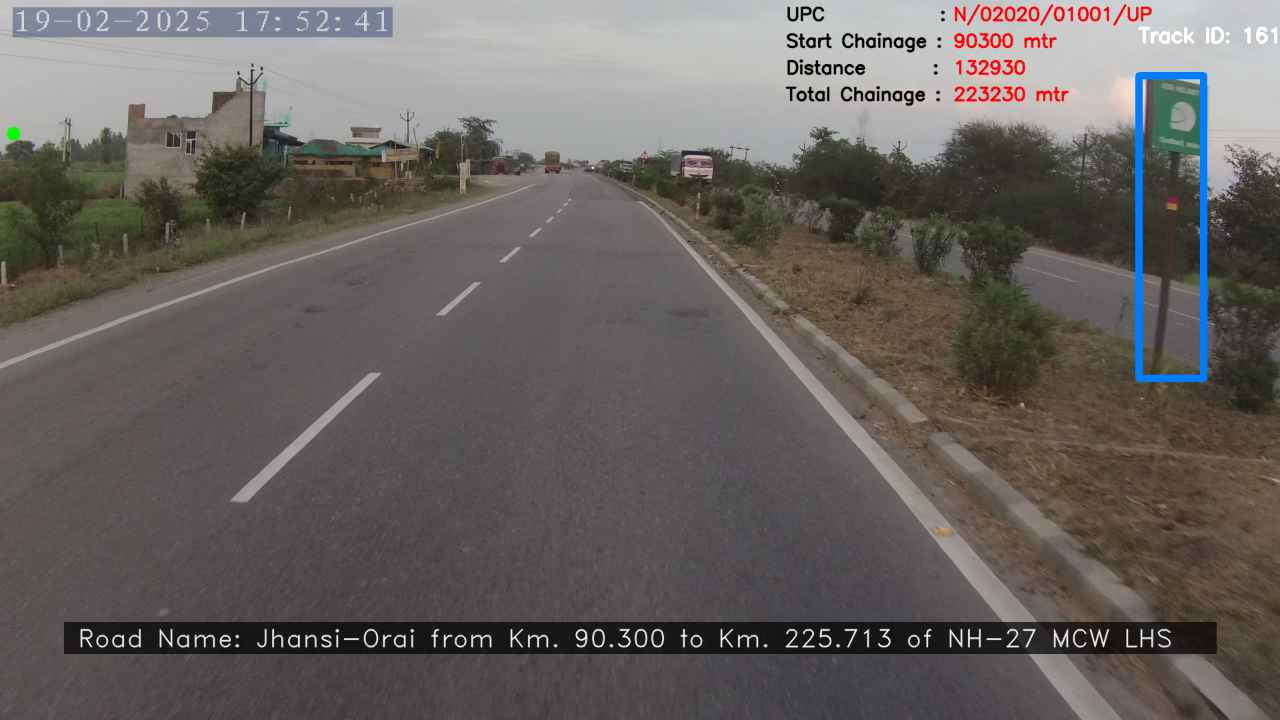 19-02-2025 17:52:41
UPC : N/02020/01001/UP
Start Chainage : 90300 mtr
Distance : 132930
Total Chainage : 223230 mtr
Track ID: 161
Road Name: Jhansi-Orai from Km. 90.300 to Km. 225.713 of NH-27 MCW LHS